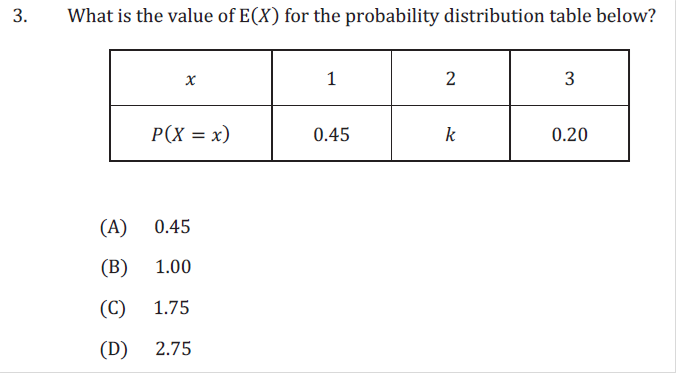 3. What is the value of E(X) for the probability distribution table below?
x 1 2 3
P(X = x) 0.45 k 0.20
(A) 0.45
(B) 1.00
(C) 1.75
(D) 2.75